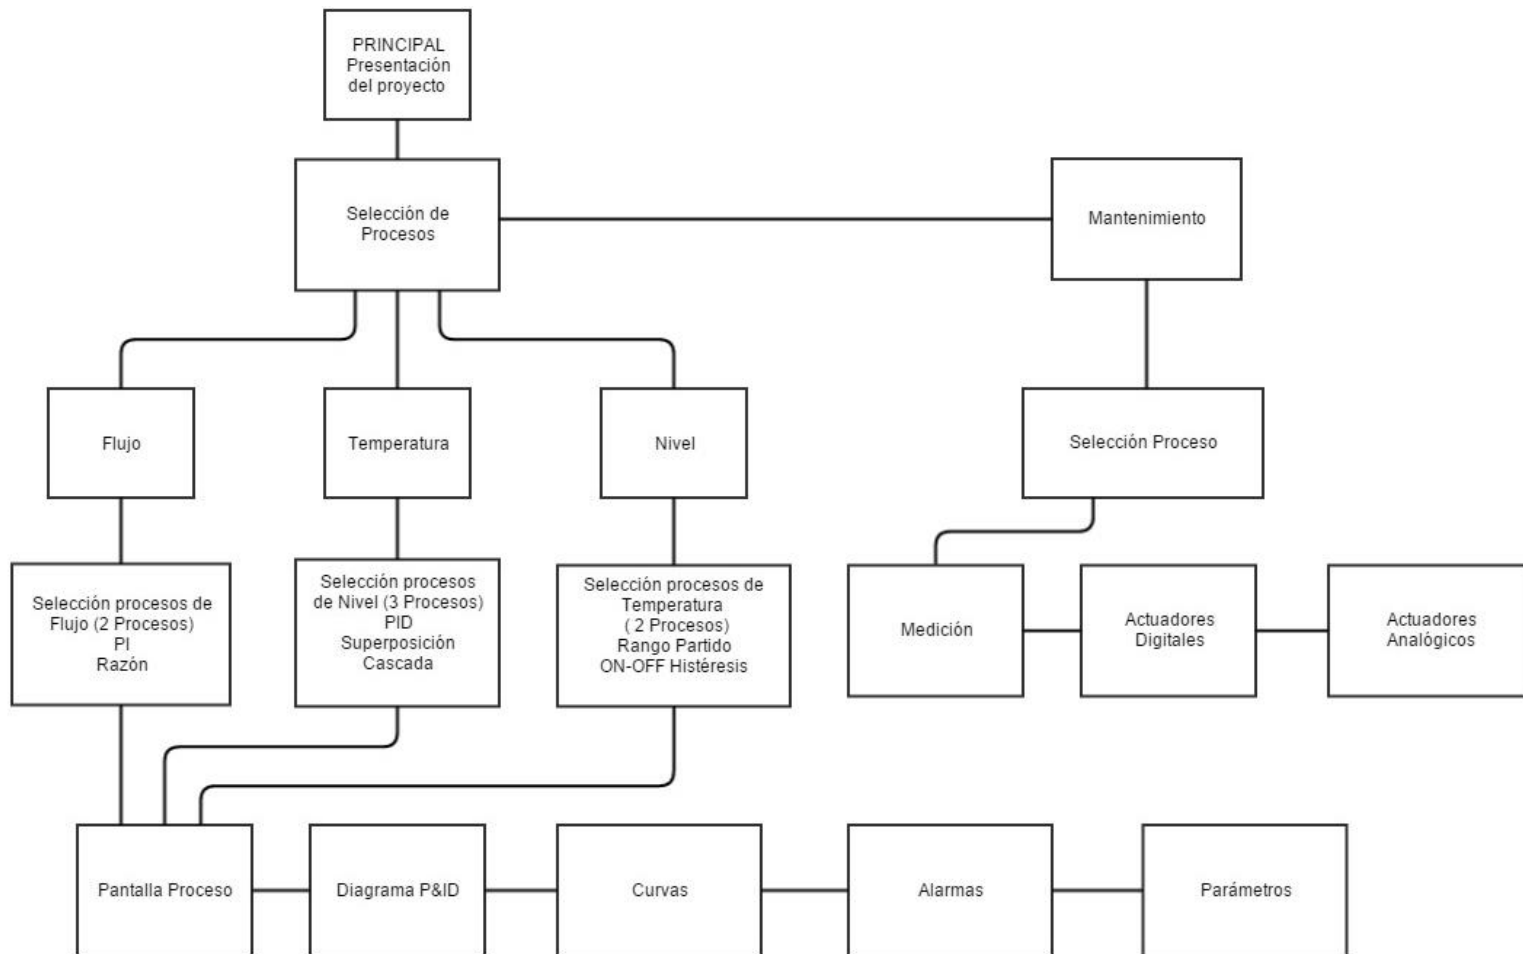 PRINCIPAL
Presentación
del proyecto
Selección de
Procesos
Mantenimiento
Flujo
Temperatura
Nivel
Selección Proceso
Selección procesos de
Flujo (2 Procesos)
PI
Razón
Selección procesos
de Nivel (3 Procesos)
PID
Superposición
Cascada
Selección procesos de
Temperatura
( 2 Procesos)
Rango Partido
ON-OFF Histéresis
Medición
Actuadores
Digitales
Actuadores
Analógicos
Pantalla Proceso
Diagrama P&ID
Curvas
Alarmas
Parámetros